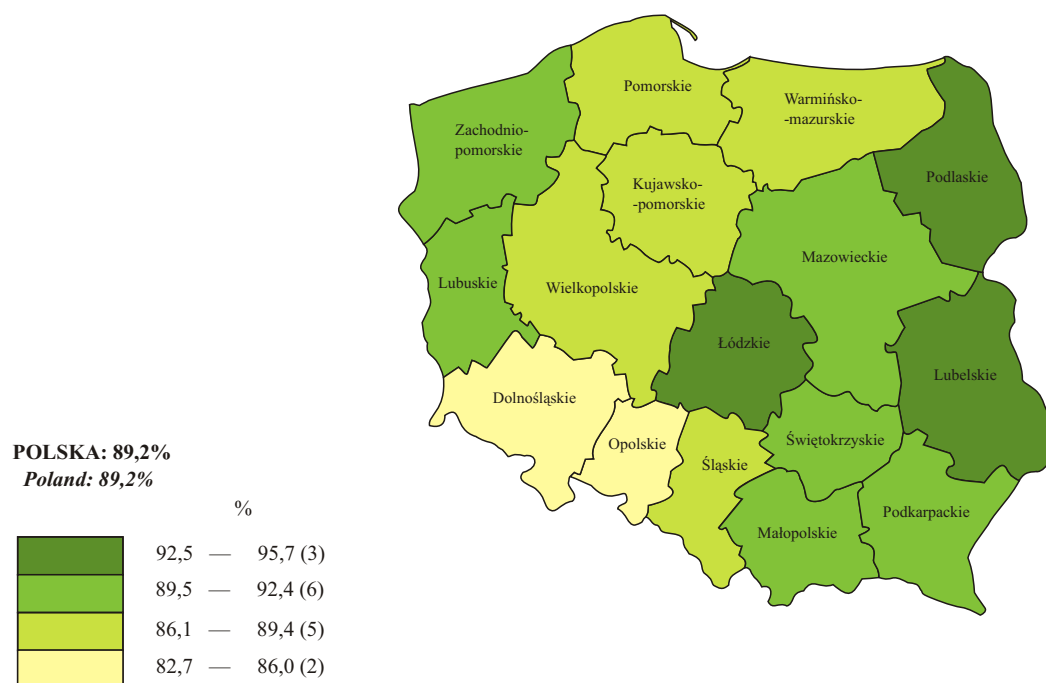 Pomorskie
Warmińsko-
-mazurskie
Zachodnio-
pomorskie
Podlaskie
Kujawsko-
-pomorskie
Mazowieckie
Lubuskie
Wielkopolskie
Łódzkie
Lubelskie
Dolnośląskie
Opolskie
Świętokrzyskie
Śląskie
Podkarpackie
Małopolskie
POLSKA: 89,2%
Poland: 89,2%
%
92,5 — 95,7 (3)
89,5 — 92,4 (6)
86,1 — 89,4 (5)
82,7 — 86,0 (2)